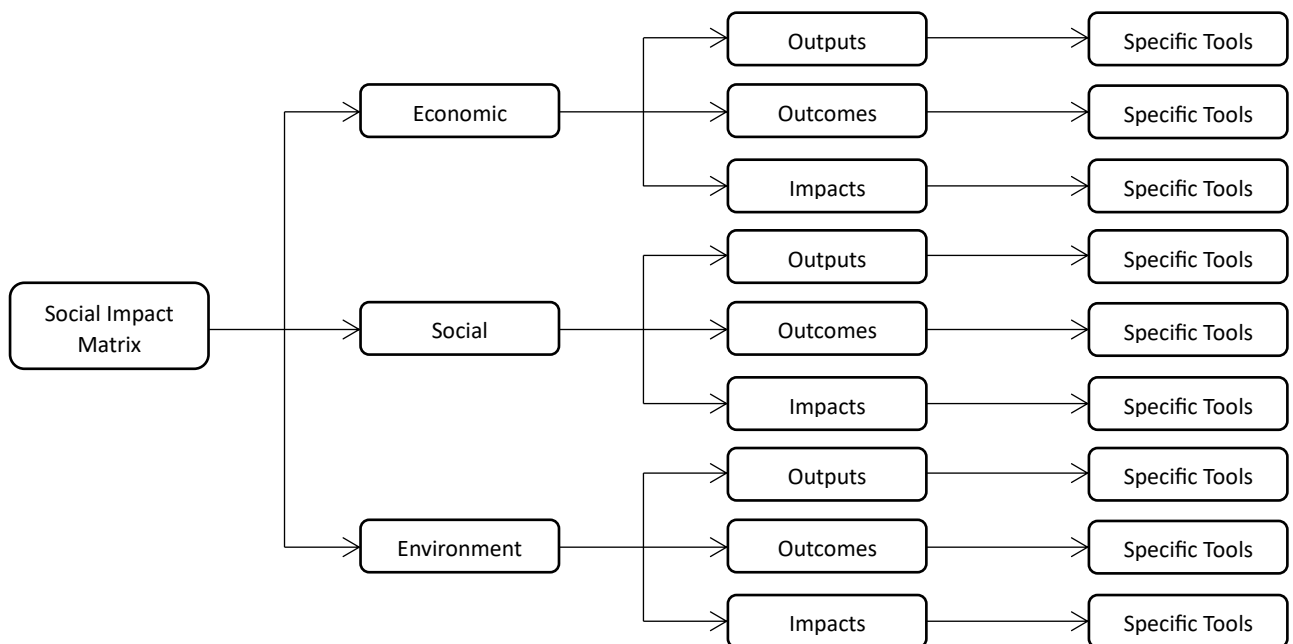 Outputs
Specific Tools
Economic
Outcomes
Specific Tools
Impacts
Specific Tools
Outputs
Specific Tools
Social Impact
Matrix
Social
Outcomes
Specific Tools
Impacts
Specific Tools
Outputs
Specific Tools
Environment
Outcomes
Specific Tools
Impacts
Specific Tools